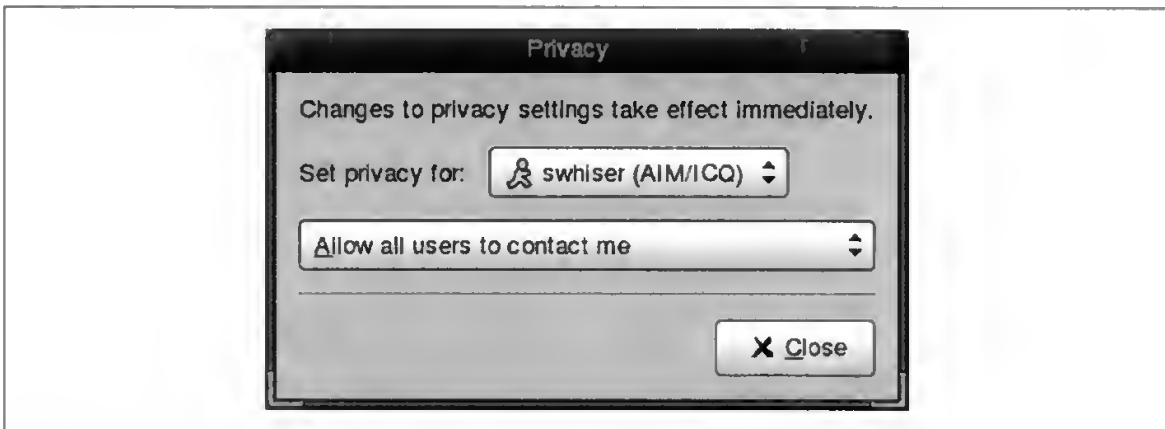 Privacy
Changes to privacy settings take effect immediately.
Set privacy for: swhiser (AIM/ICQ)
Allow all users to contact me
Close